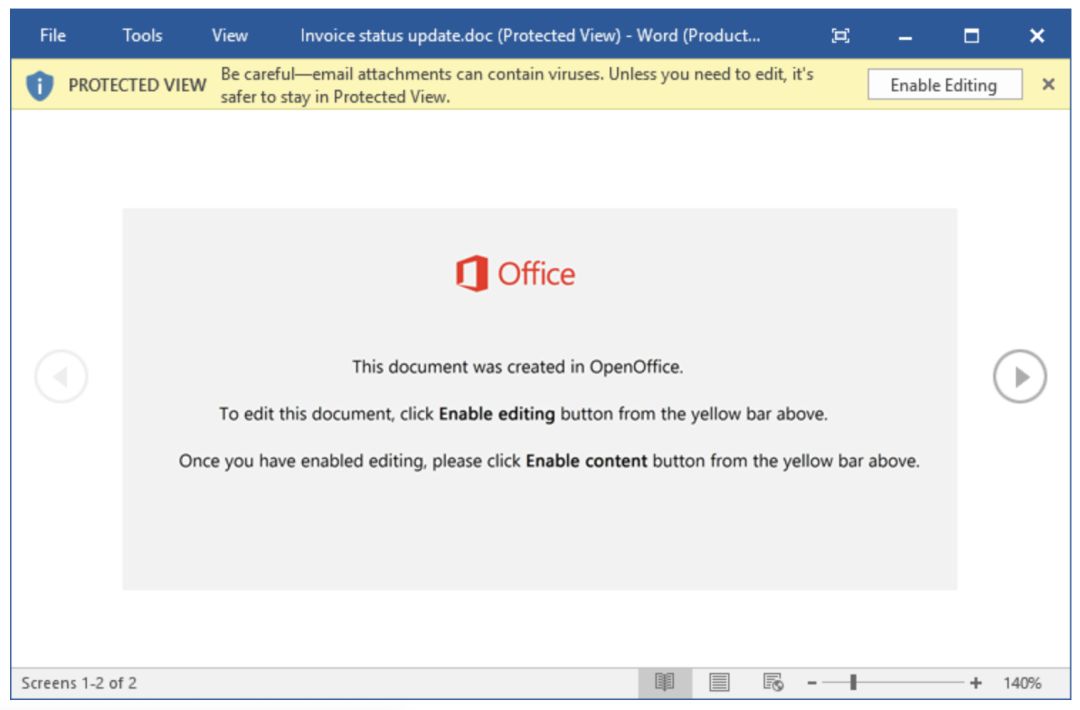 File Tools View Invoice status update.doc (Protected View) - Word (Product...
PROTECTED VIEW Be careful—email attachments can contain viruses. Unless you need to edit, it's
safer to stay in Protected View.
Enable Editing
Office
This document was created in OpenOffice.
To edit this document, click Enable editing button from the yellow bar above.
Once you have enabled editing, please click Enable content button from the yellow bar above.
Screens 1-2 of 2
140%